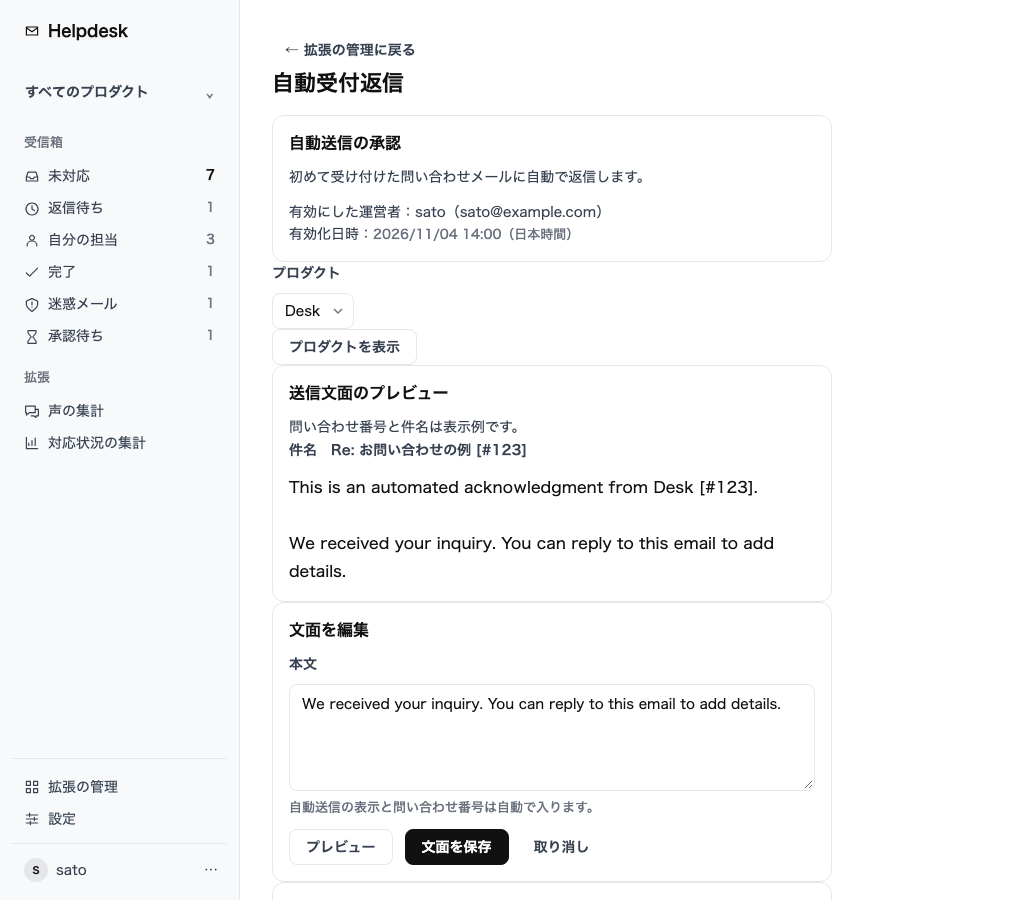 Helpdesk
すべてのプロダクト
受信箱
未対応 7
返信待ち 1
自分の担当 3
完了 1
迷惑メール 1
承認待ち 1
拡張
声の集計
対応状況の集計
拡張の管理
設定
S sato ...
← 拡張の管理に戻る
自動受付返信
自動送信の承認
初めて受け付けた問い合わせメールに自動で返信します。
有効にした運営者：sato（sato@example.com）
有効化日時：2026/11/04 14:00（日本時間）
プロダクト
Desk
プロダクトを表示
送信文面のプレビュー
問い合わせ番号と件名は表示例です。
件名　Re: お問い合わせの例 [#123]
This is an automated acknowledgment from Desk [#123].
We received your inquiry. You can reply to this email to add
details.
文面を編集
本文
We received your inquiry. You can reply to this email to add details.
自動送信の表示と問い合わせ番号は自動で入ります。
プレビュー 文面を保存 取り消し